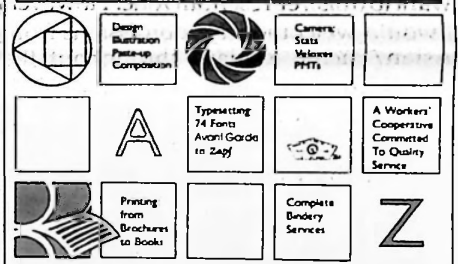 Design
Illustration
Paste-up
Composition
Camera:
Stats
Veloxes
PMTs
A
Typesetting
74 Fonts
Avant Garde
to Zapf
A Workers'
Cooperative
Committed
To Quality
Service
Printing
from
Brochures
to Books
Complete
Bindery
Services
Z